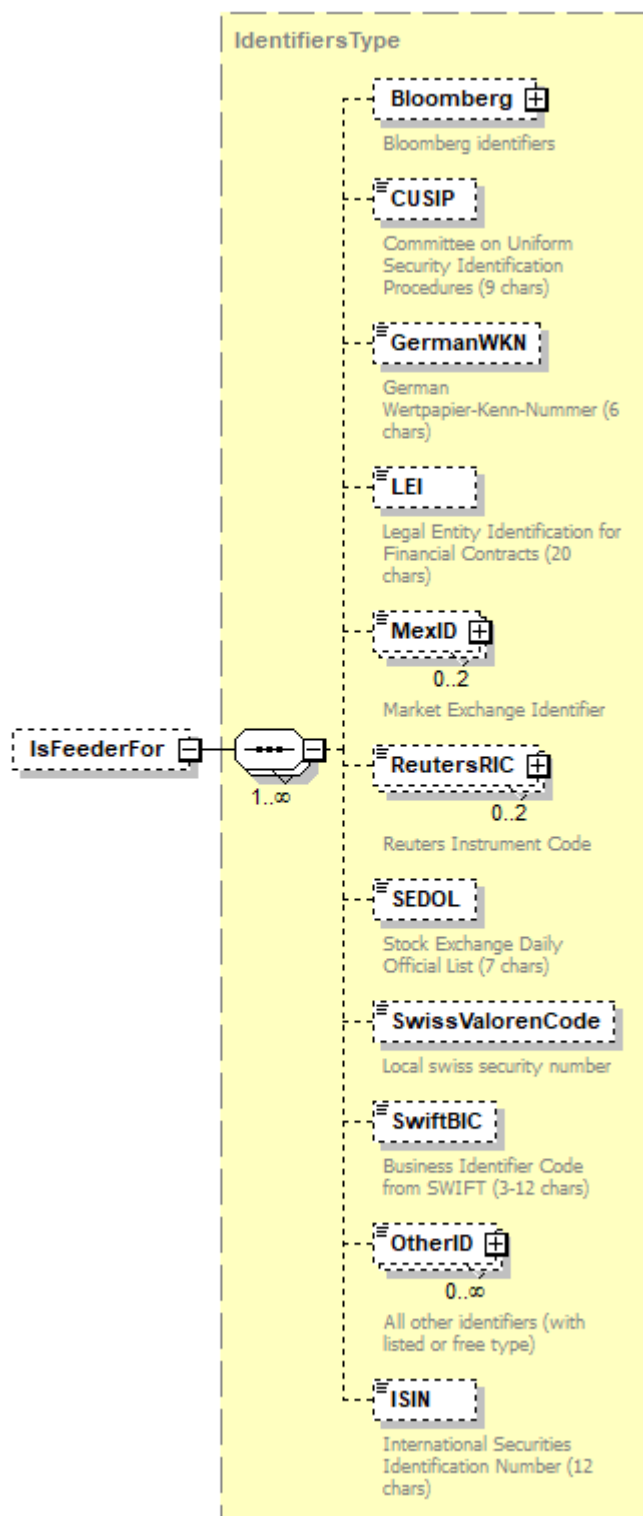 IdentifiersType
Bloomberg
Bloomberg identifiers
CUSIP
Committee on Uniform
Security Identification
Procedures (9 chars)
GermanWKN
German
Wertpapier-Kenn-Nummer (6
chars)
LEI
Legal Entity Identification for
Financial Contracts (20
chars)
MexID
0..2
Market Exchange Identifier
IsFeederFor
1..∞
ReutersRIC
0..2
Reuters Instrument Code
SEDOL
Stock Exchange Daily
Official List (7 chars)
SwissValorenCode
Local swiss security number
SwiftBIC
Business Identifier Code
from SWIFT (3-12 chars)
OtherID
0..∞
All other identifiers (with
listed or free type)
ISIN
International Securities
Identification Number (12
chars)